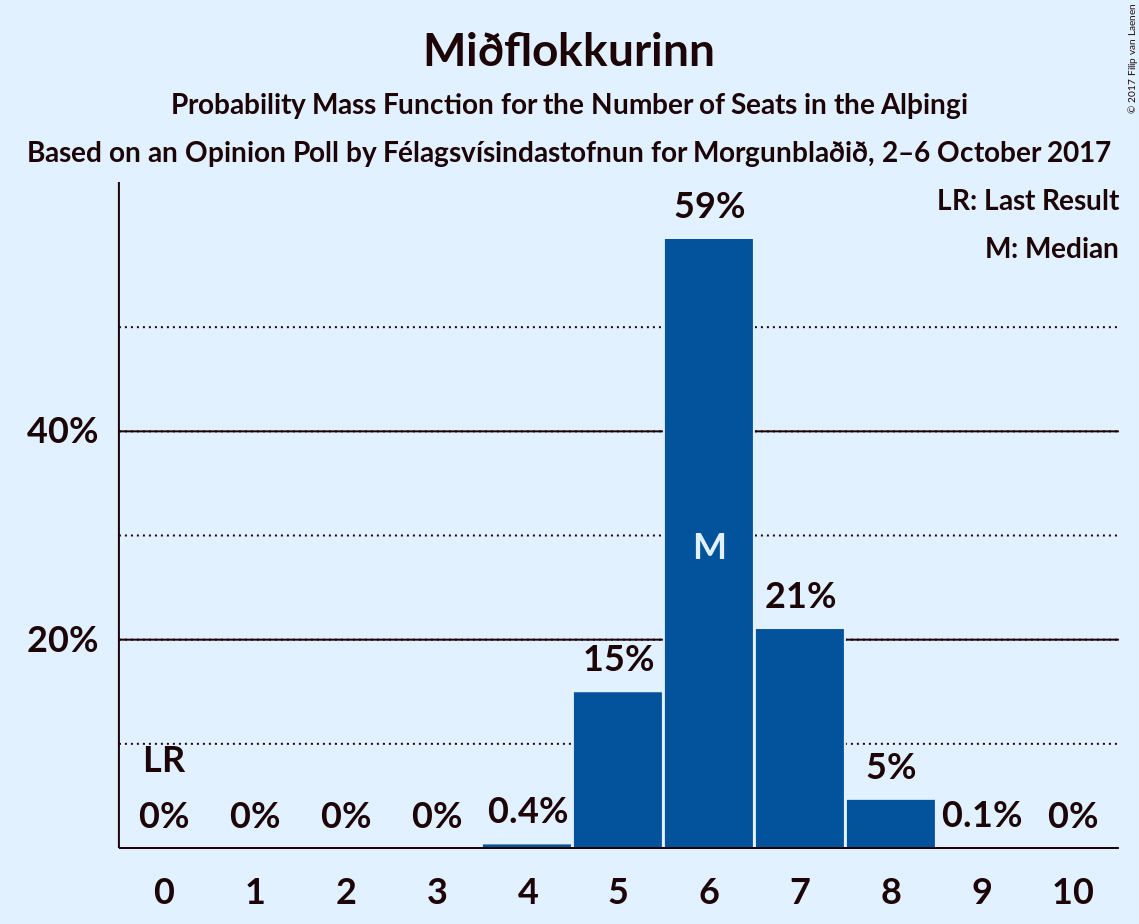 Miðflokkurinn
Probability Mass Function for the Number of Seats in the Alþingi
Based on an Opinion Poll by Félagsvísindastofnun for Morgunblaðið, 2–6 October 2017
© 2017 Filip van Laenen
LR: Last Result
M: Median
59%
40%
M
21%
20%
15%
LR
5%
0% 0% 0% 0% 0.4% 0.1% 0%
0 1 2 3 4 5 6 7 8 9 10